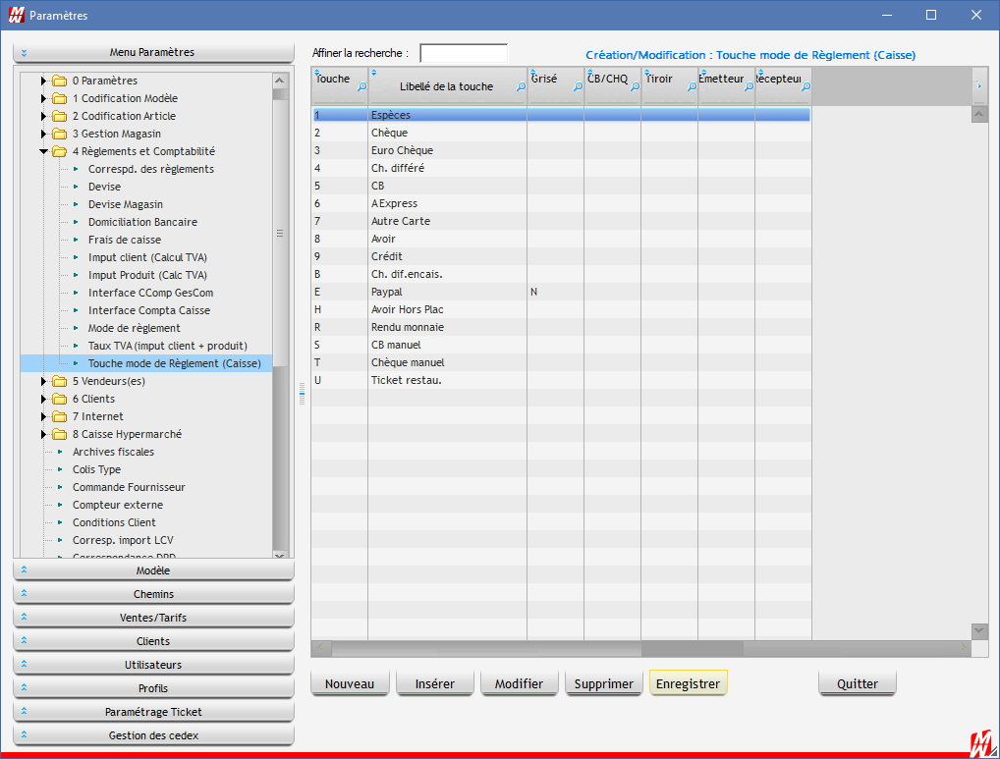 Paramètres
Menu Paramètres
0 Paramètres
1 Codification Modèle
2 Codification Article
3 Gestion Magasin
4 Règlements et Comptabilité
Correspd. des règlements
Devise
Devise Magasin
Domiciliation Bancaire
Frais de caisse
Imput client (Calcul TVA)
Imput Produit (Calc TVA)
Interface CComp GesCom
Interface Compta Caisse
Mode de règlement
Taux TVA (imput client + produit)
Touche mode de Règlement (Caisse)
5 Vendeurs(es)
6 Clients
7 Internet
8 Caisse Hypermarché
Archives fiscales
Colis Type
Commande Fournisseur
Compteur externe
Conditions Client
Corresp. import LCV
Correspondance DPD
Modèle
Chemins
Ventes/Tarifs
Clients
Utilisateurs
Profils
Paramétrage Ticket
Gestion des cedex
Affiner la recherche :
Création/Modification : Touche mode de Règlement (Caisse)
Touche Libellé de la touche Grisé CB/CHQ Tiroir Emetteur Récepteur
1 Espèces
2 Chèque
3 Euro Chèque
4 Ch. différé
5 CB
6 AExpress
7 Autre Carte
8 Avoir
9 Crédit
B Ch. dif.encais.
E Paypal N
H Avoir Hors Plac
R Rendu monnaie
S CB manuel
T Chèque manuel
U Ticket restau.
Nouveau Insérer Modifier Supprimer Enregistrer Quitter